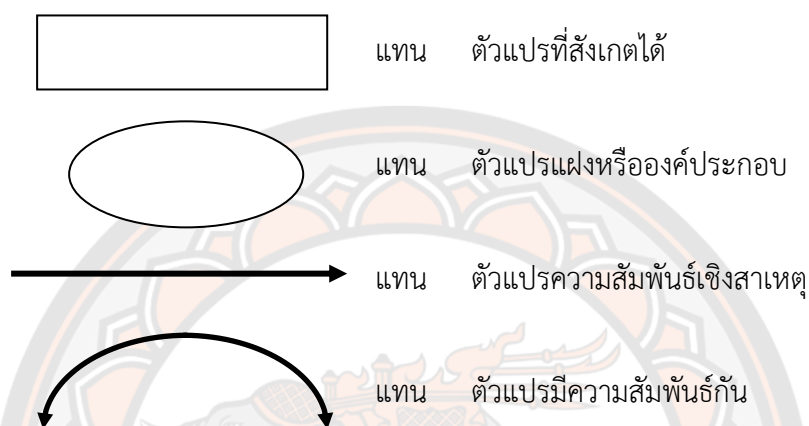 แทน ตัวแปรที่สังเกตได้
แทน ตัวแปรแฝงหรือองค์ประกอบ
แทน ตัวแปรความสัมพันธ์เชิงสาเหตุ
แทน ตัวแปรมีความสัมพันธ์กัน